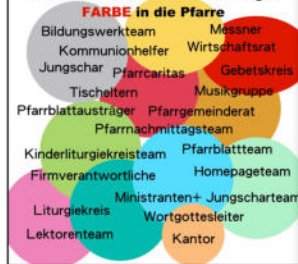 FARBE in die Pfarre
Bildungswerkteam
Messner
Kommunionhelfer
Wirtschaftsrat
Jungschar
Pfarrcaritas
Gebetskreis
Tischeltern
Musikgruppe
Pfarrblattausträger
Pfarrgemeinderat
Pfarrnachmittagsteam
Kinderliturgiekreisteam
Pfarrblattteam
Firmverantwortliche
Homepageteam
Ministranten+ Jungscharteam
Liturgiekreis
Wortgottesleiter
Lektorenteam
Kantor